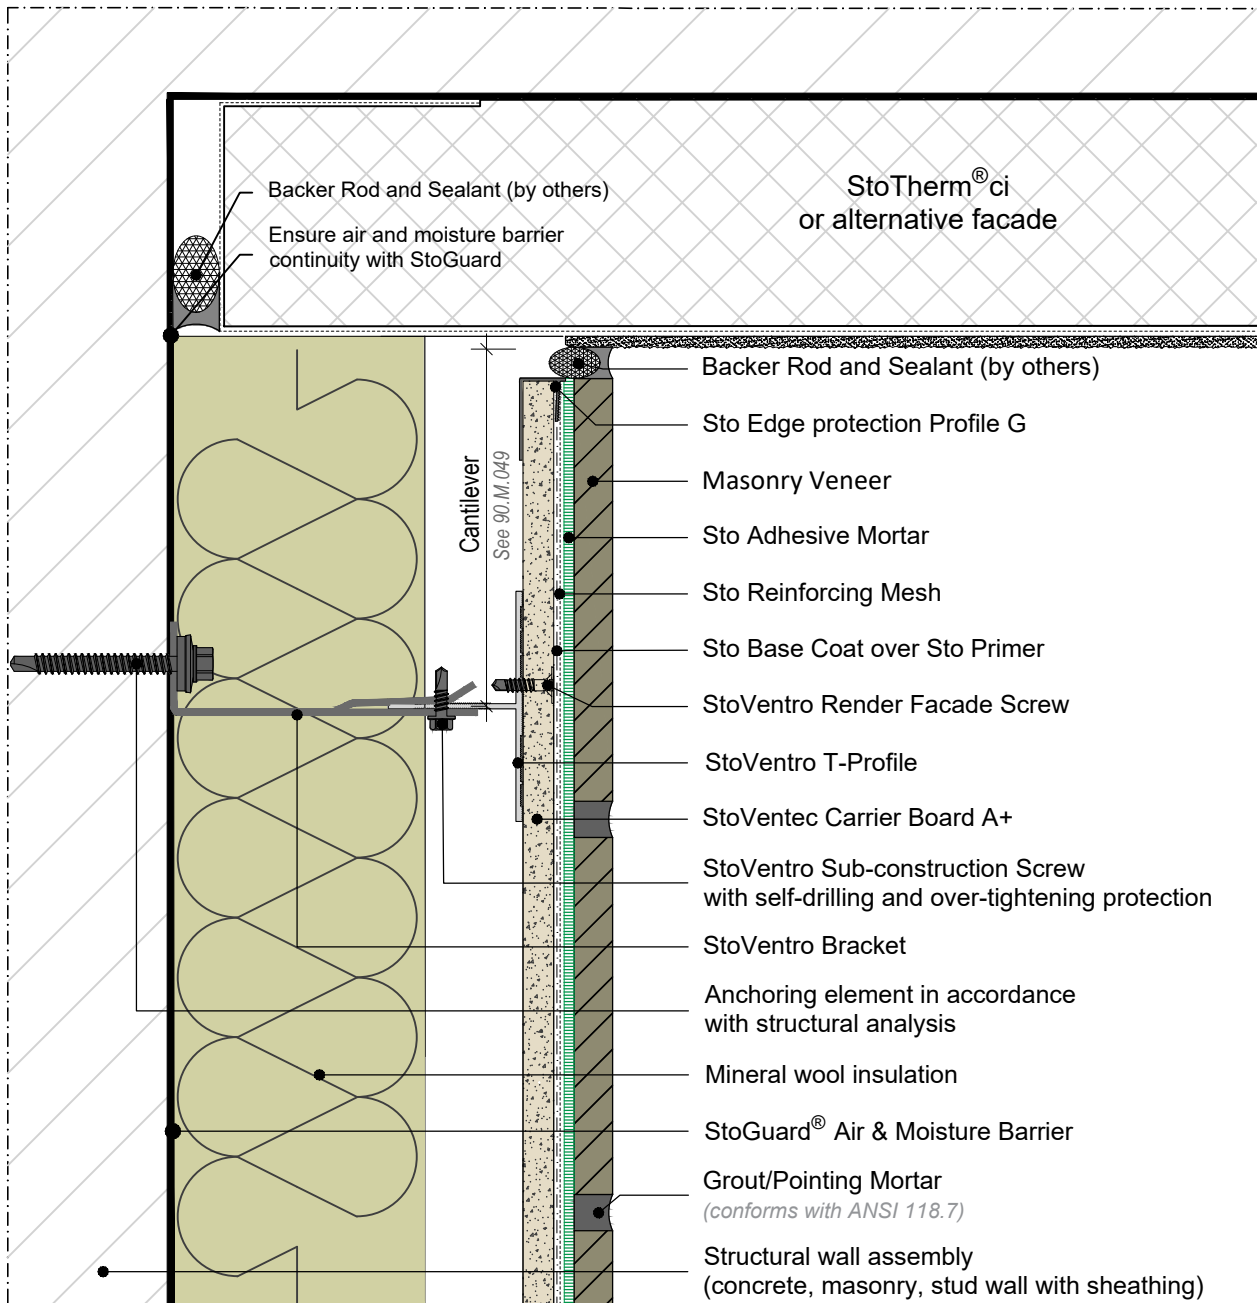 StoTherm®ci
or alternative facade
Backer Rod and Sealant (by others)
Ensure air and moisture barrier
continuity with StoGuard
Cantilever
See 90.M.049
Backer Rod and Sealant (by others)
Sto Edge protection Profile G
Masonry Veneer
Sto Adhesive Mortar
Sto Reinforcing Mesh
Sto Base Coat over Sto Primer
StoVentro Render Facade Screw
StoVentro T-Profile
StoVentec Carrier Board A+
StoVentro Sub-construction Screw
with self-drilling and over-tightening protection
StoVentro Bracket
Anchoring element in accordance
with structural analysis
Mineral wool insulation
StoGuard® Air & Moisture Barrier
Grout/Pointing Mortar
(conforms with ANSI 118.7)
Structural wall assembly
(concrete, masonry, stud wall with sheathing)